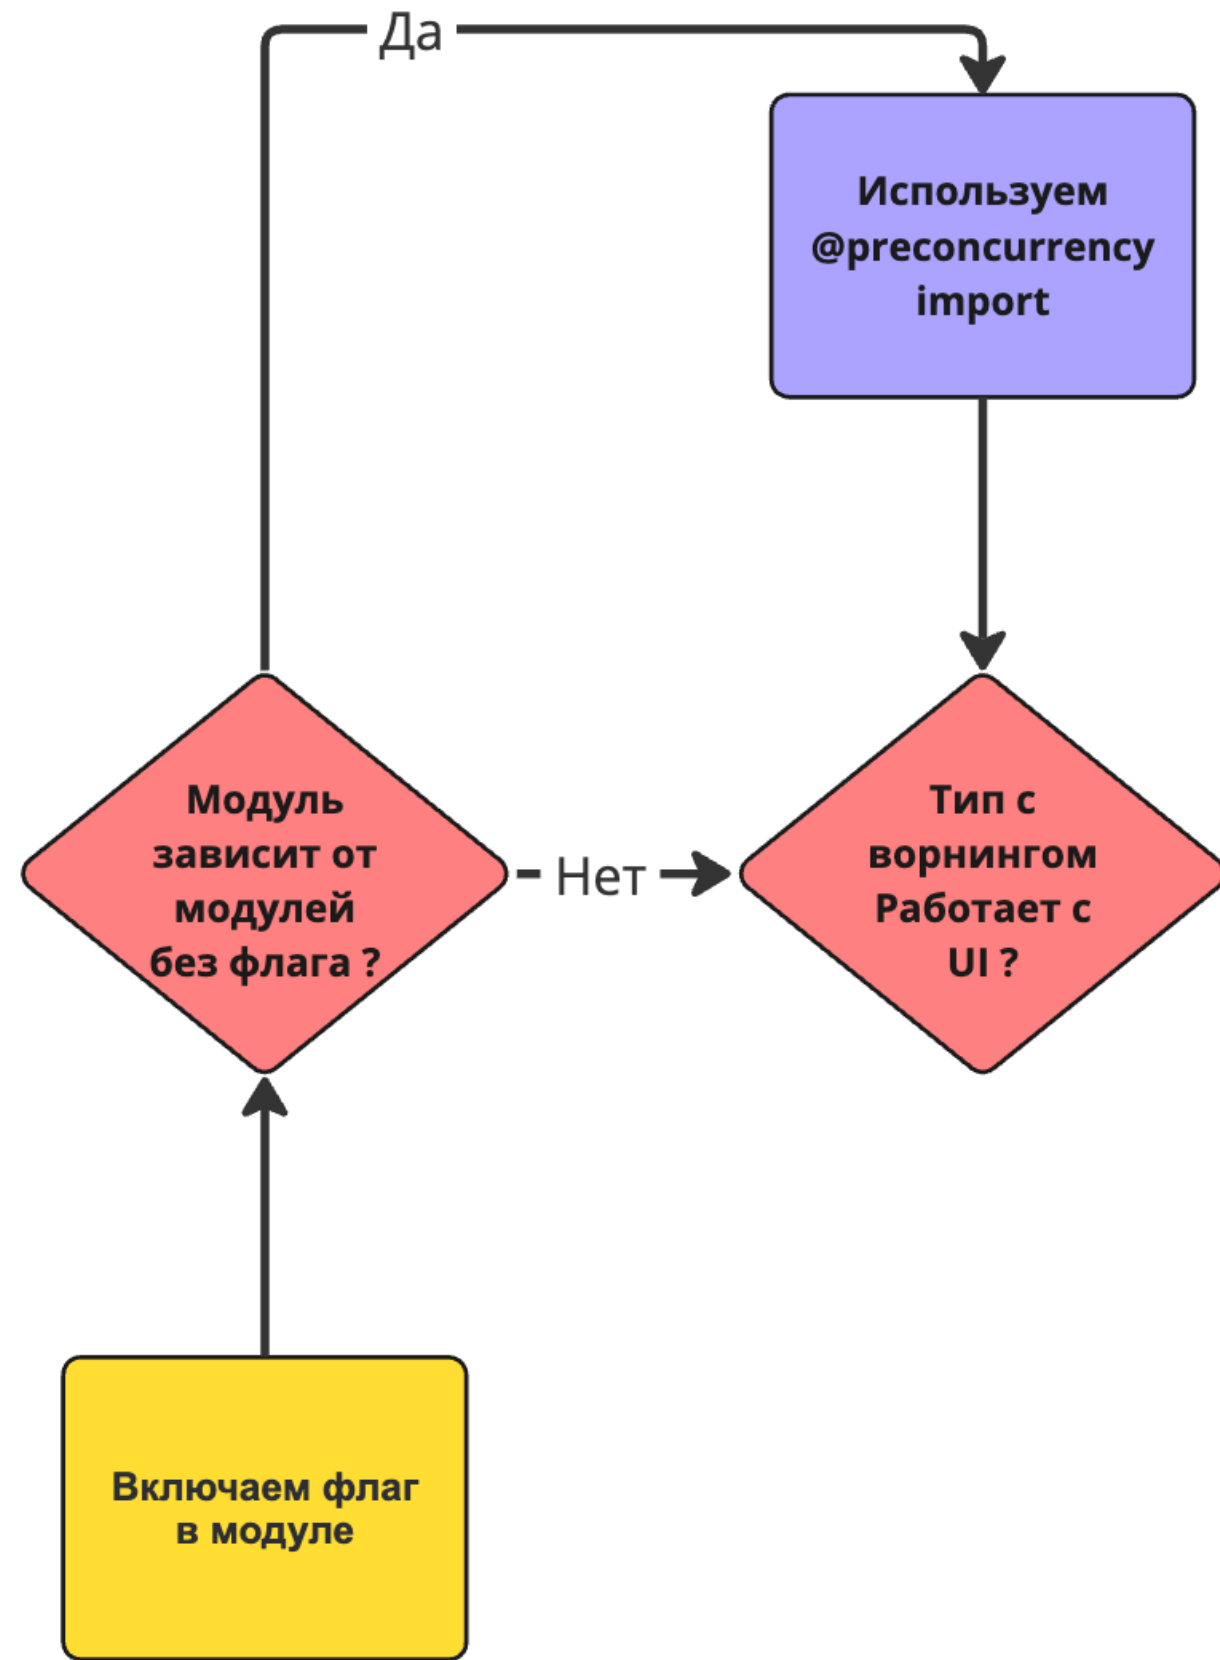 Да
Используем
@preconcurrency
import
Модуль
зависит от
модулей
без флага ?
Нет
Тип с
ворнингом
Работает с
UI ?
Включаем флаг
в модуле